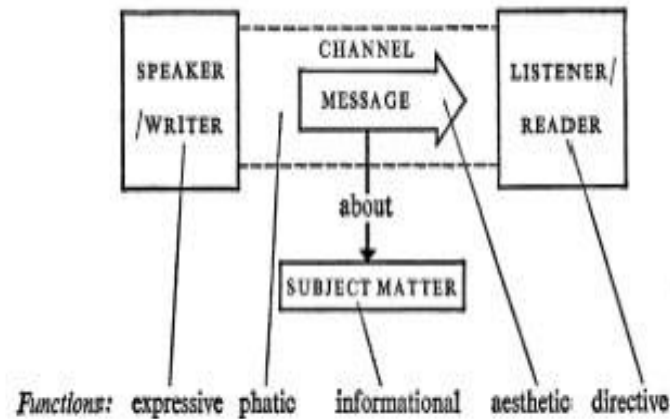 CHANNEL
SPEAKER
/WRITER
MESSAGE
LISTENER/
READER
about
SUBJECT MATTER
Functions: expressive phatic informational aesthetic directive